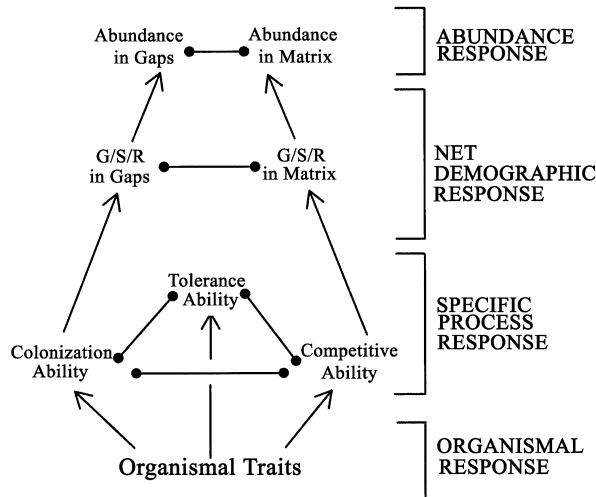 Abundance
in Gaps
Abundance
in Matrix
ABUNDANCE
RESPONSE
G/S/R
in Gaps
G/S/R
in Matrix
NET
DEMOGRAPHIC
RESPONSE
Tolerance
Ability
Colonization
Ability
Competitive
Ability
SPECIFIC
PROCESS
RESPONSE
Organismal Traits
ORGANISMAL
RESPONSE